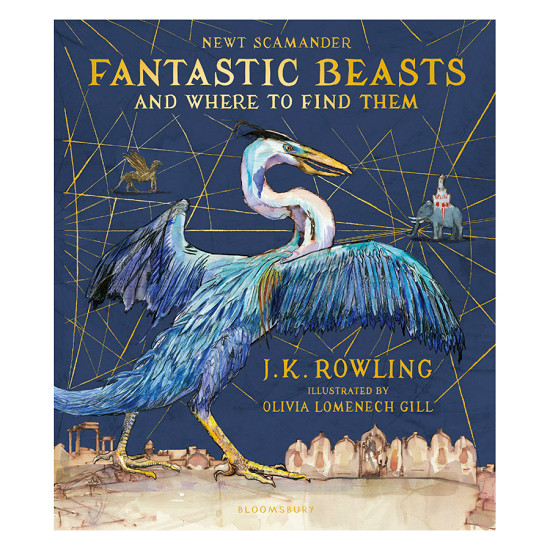 NEWT SCAMANDER
FANTASTIC BEASTS
AND WHERE TO FIND THEM
J.K. ROWLING
ILLUSTRATED BY
OLIVIA LOMENECH GILL
BLOOMSBURY